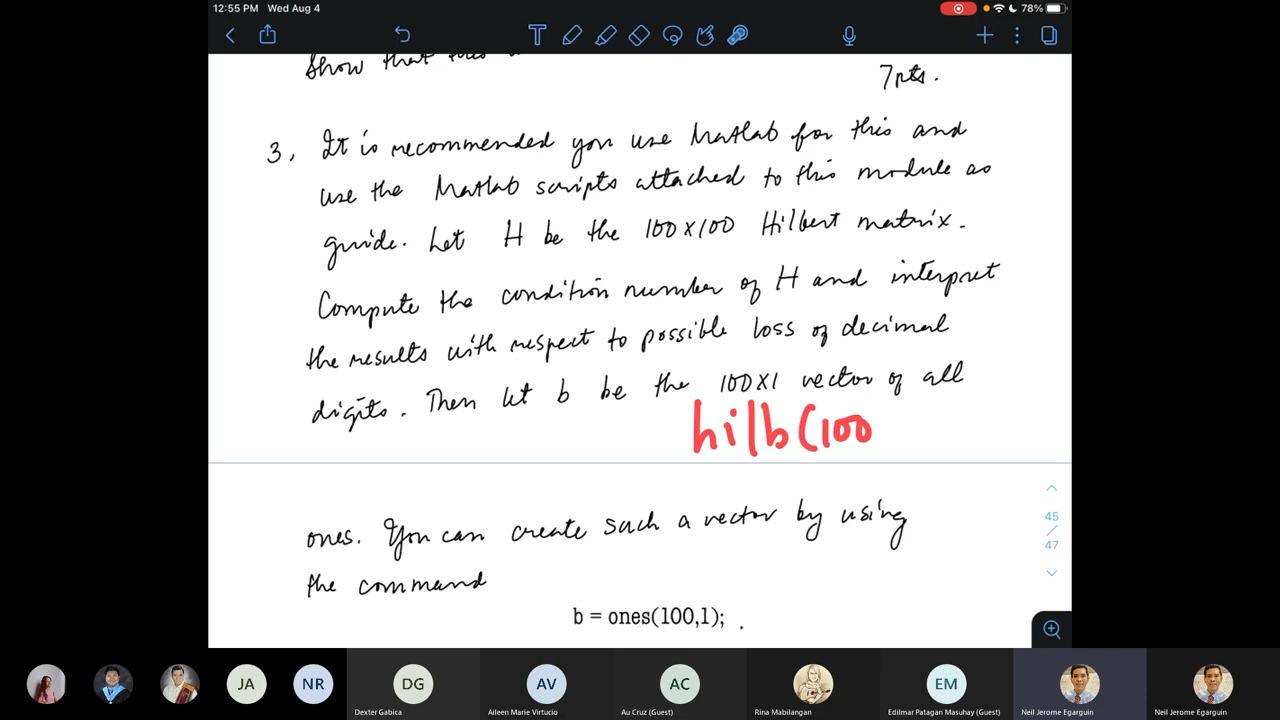 12:55 PM Wed Aug 4
78%
Show that this
7pts.
3. It is recommended you use Matlab for this and
use the Matlab scripts attached to this module as
guide. Let H be the 100x100 Hilbert matrix.
Compute the condition number of H and interpret
the results with respect to possible loss of decimal
digits. Then let b be the 100x1 vector of all
hilb(100
ones. You can create such a vector by using
the command
b = ones(100,1); .
45
/
47
JA
NR
DG
AV
AC
EM
Dexter Gabica
Aileen Marie Virtucio
Au Cruz (Guest)
Rina Mabilangan
Edilmar Patagan Masuhay (Guest)
Neil Jerome Egarguin
Neil Jerome Egarguin